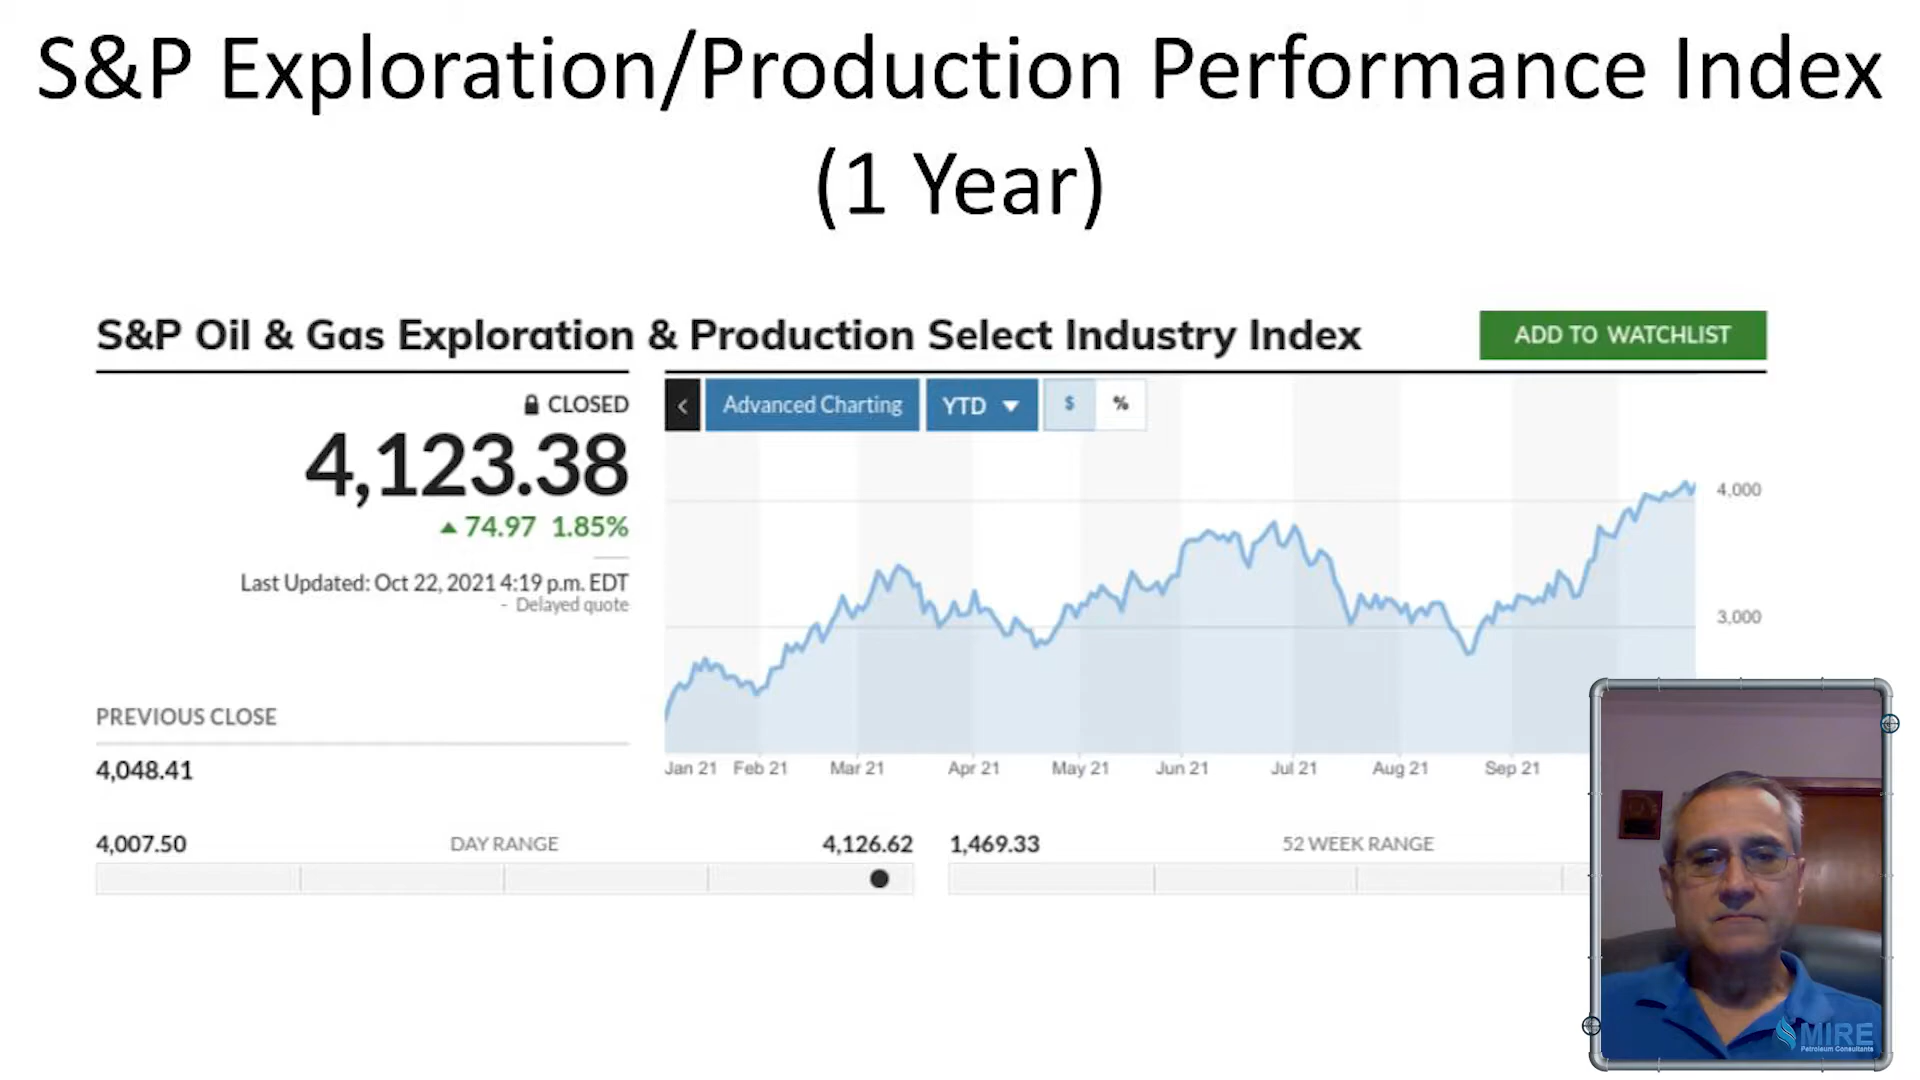 S&P Exploration/Production Performance Index
(1 Year)
S&P Oil & Gas Exploration & Production Select Industry Index
ADD TO WATCHLIST
CLOSED
4,123.38
▲ 74.97 1.85%
Last Updated: Oct 22, 2021 4:19 p.m. EDT
- Delayed quote
PREVIOUS CLOSE
4,048.41
< Advanced Charting YTD ▼ $ %
4,000
3,000
Jan 21 Feb 21 Mar 21 Apr 21 May 21 Jun 21 Jul 21 Aug 21 Sep 21
4,007.50 DAY RANGE 4,126.62
1,469.33 52 WEEK RANGE
MIRE
Petroleum Consultants